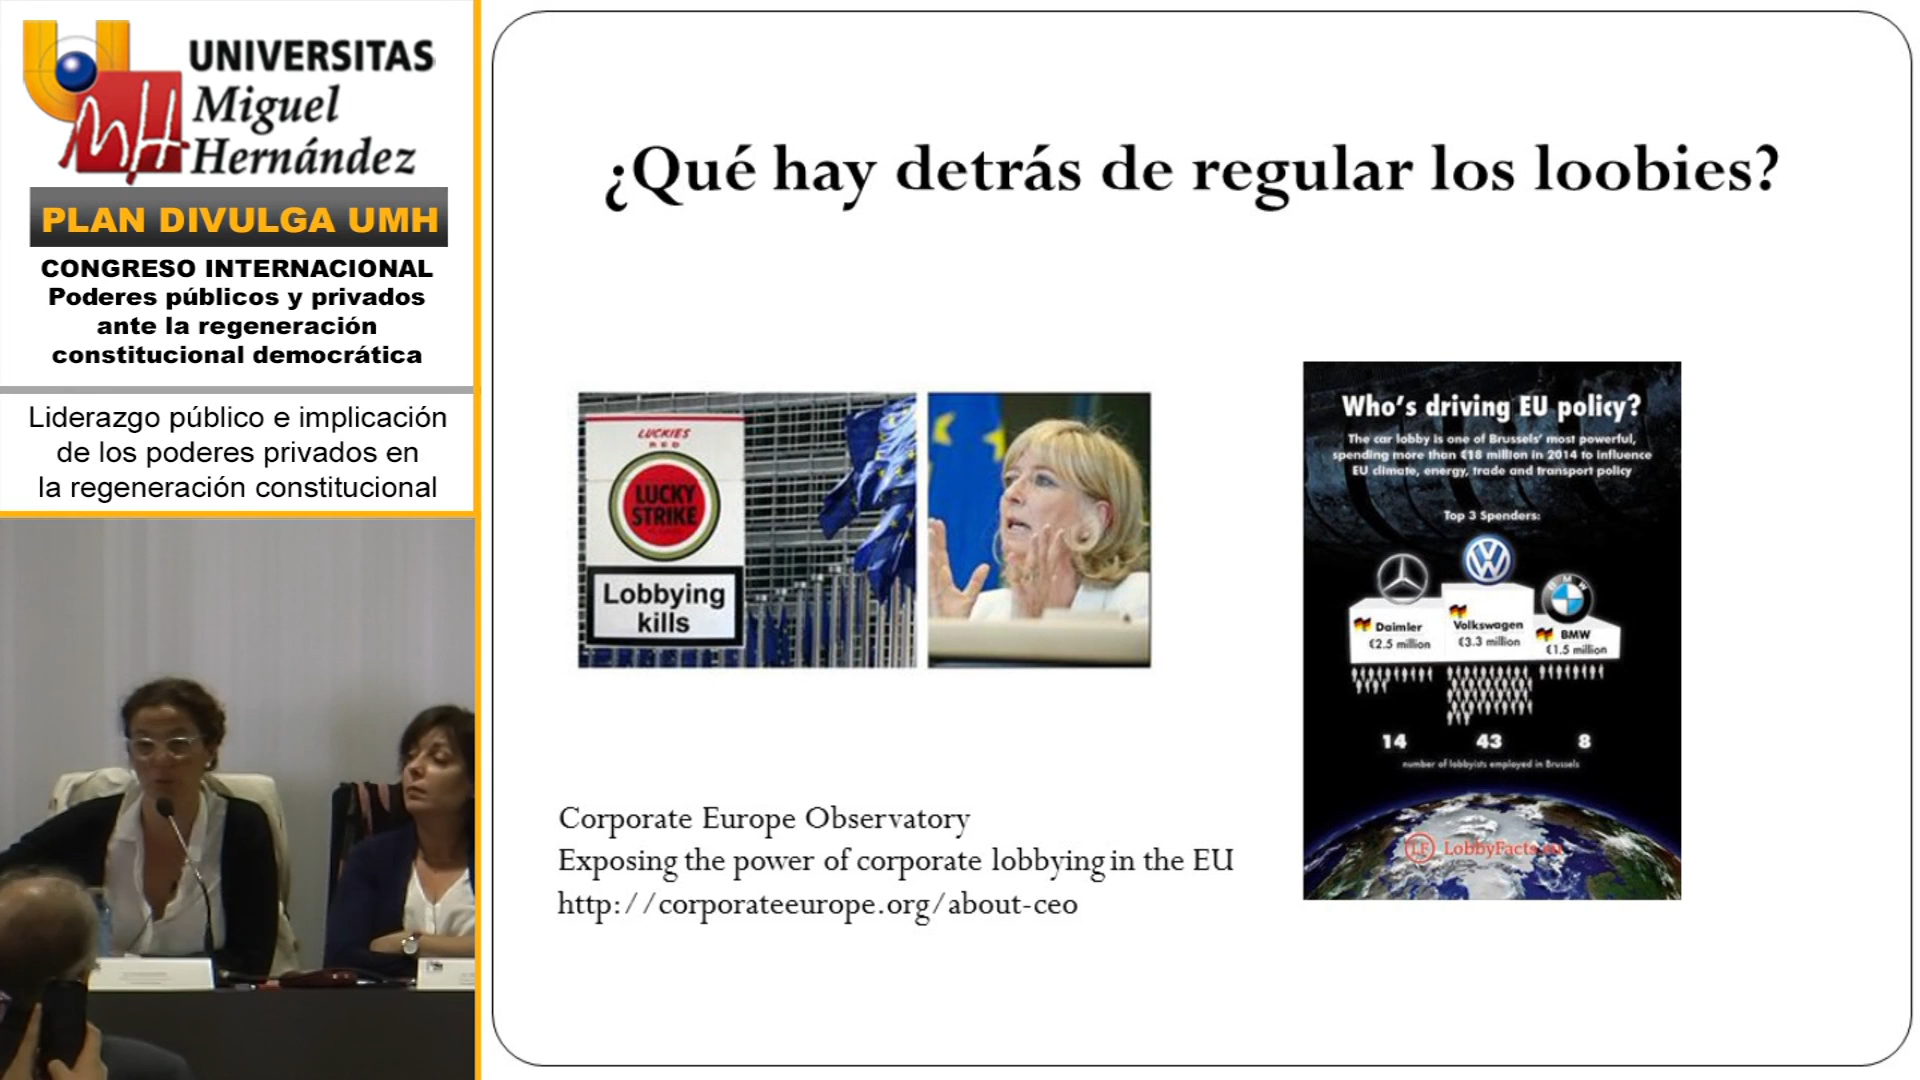 UNIVERSITAS
Miguel
Hernández
PLAN DIVULGA UMH
CONGRESO INTERNACIONAL
Poderes públicos y privados
ante la regeneración
constitucional democrática
Liderazgo público e implicación
de los poderes privados en
la regeneración constitucional
¿Qué hay detrás de regular los loobies?
LUCKIES
RED
LUCKY
STRIKE
Lobbying
kills
Who's driving EU policy?
The car lobby is one of Brussels' most powerful,
spending more than €18 million in 2014 to influence
EU climate, energy, trade and transport policy
Top 3 Spenders:
BMW
Daimler
€2.5 million
Volkswagen
€3.3 million
BMW
€1.5 million
14 43 8
number of lobbyists employed in Brussels
LF LobbyFacts.eu
Corporate Europe Observatory
Exposing the power of corporate lobbying in the EU
http://corporateeurope.org/about-ceo